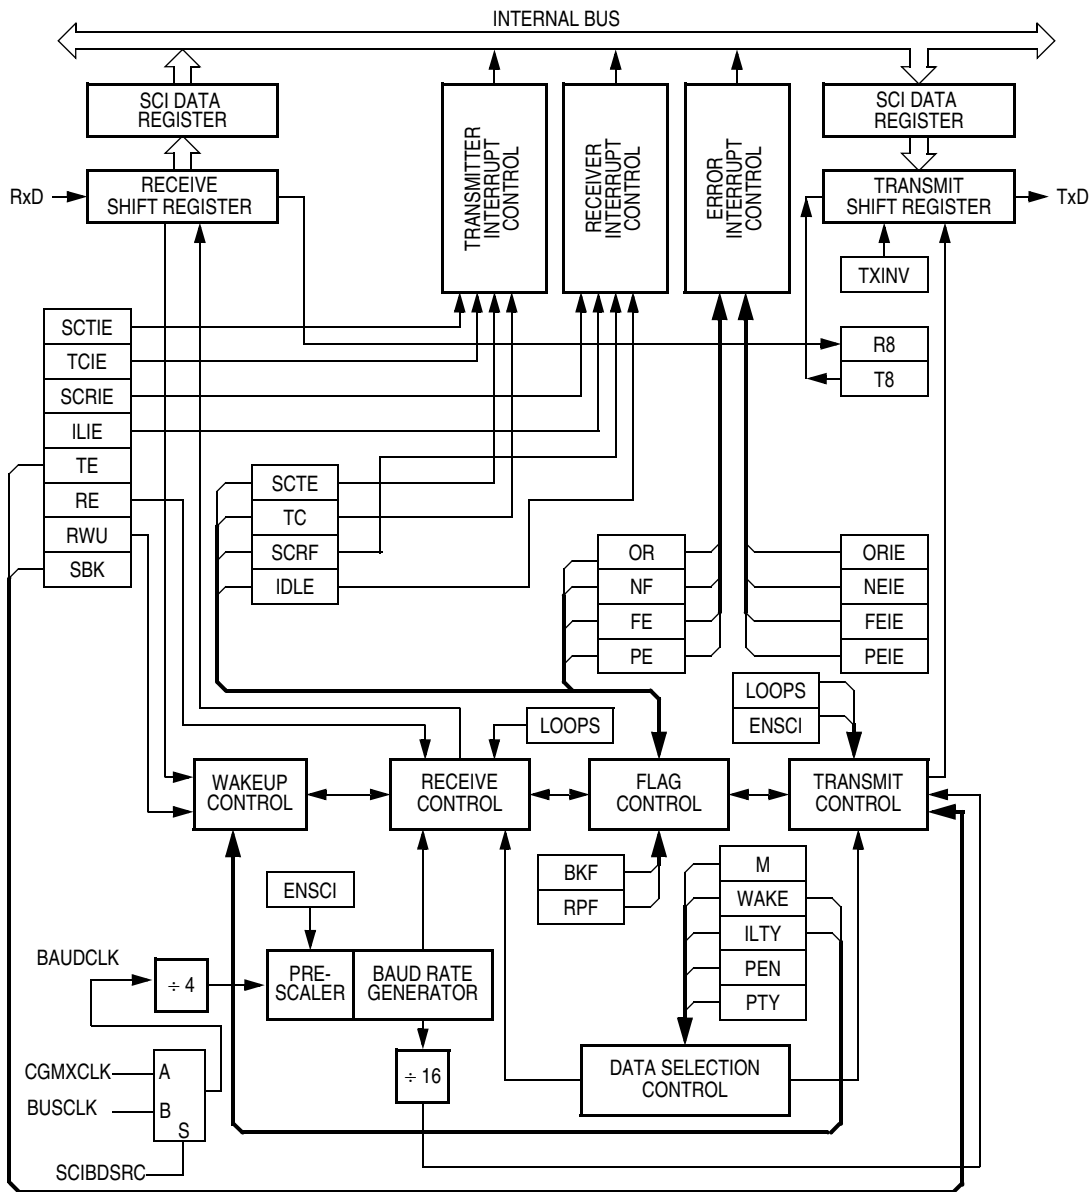 INTERNAL BUS
SCI DATA
REGISTER
TRANSMITTER
INTERRUPT
CONTROL
RECEIVER
INTERRUPT
CONTROL
ERROR
INTERRUPT
CONTROL
SCI DATA
REGISTER
RxD
RECEIVE
SHIFT REGISTER
TRANSMIT
SHIFT REGISTER
TxD
TXINV
SCTIE
TCIE
SCRIE
ILIE
TE
RE
RWU
SBK
R8
T8
SCTE
TC
SCRF
IDLE
OR
NF
FE
PE
ORIE
NEIE
FEIE
PEIE
LOOPS
LOOPS
ENSCI
WAKEUP
CONTROL
RECEIVE
CONTROL
FLAG
CONTROL
TRANSMIT
CONTROL
BKF
RPF
M
WAKE
ILTY
PEN
PTY
ENSCI
BAUDCLK
÷ 4
PRE-
SCALER
BAUD RATE
GENERATOR
÷ 16
DATA SELECTION
CONTROL
CGMXCLK
A
BUSCLK
B
S
SCIBDSRC